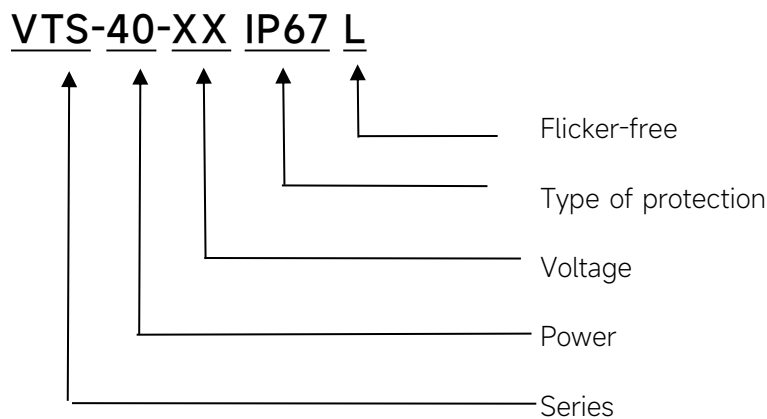 VTS-40-XX IP67 L
Flicker-free
Type of protection
Voltage
Power
Series